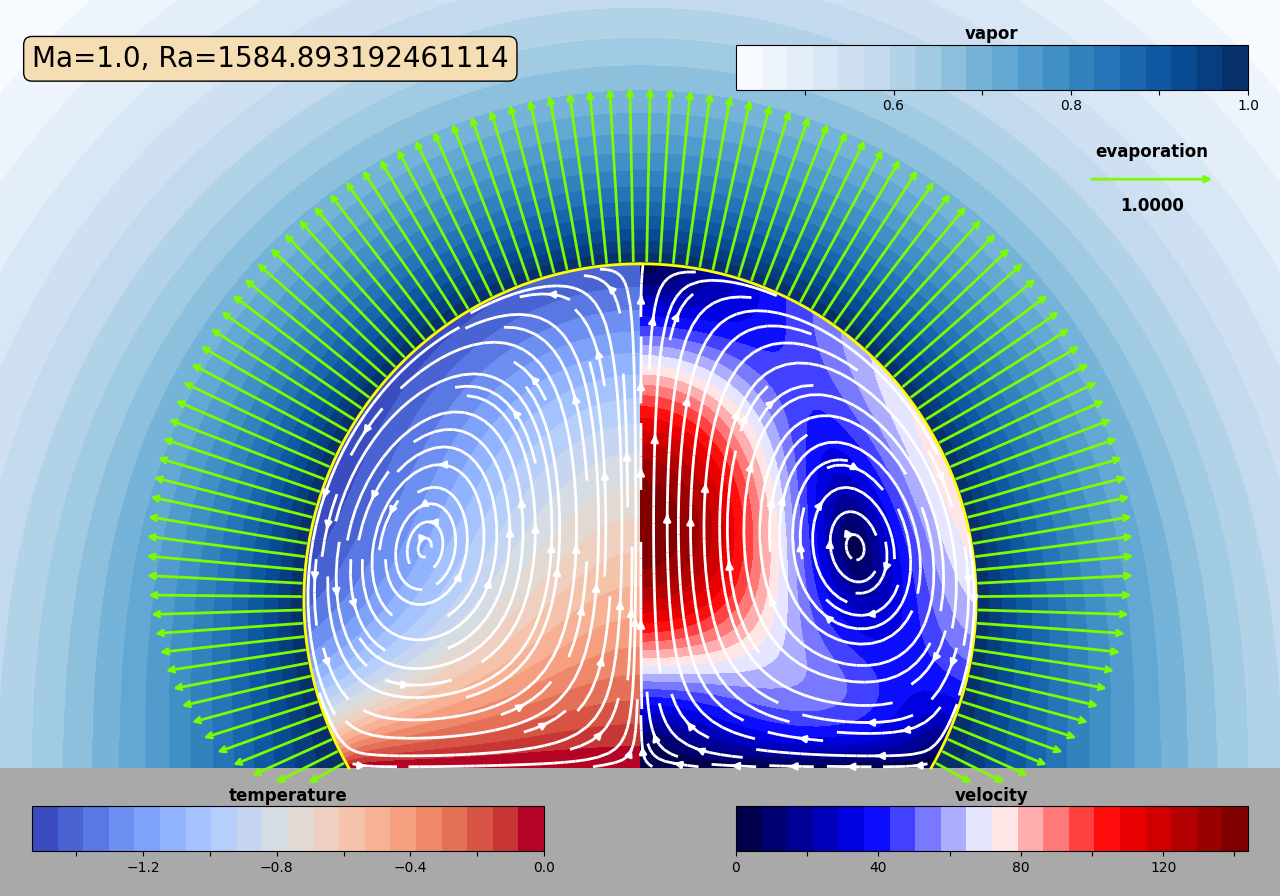 Ma=1.0, Ra=1584.893192461114
vapor
0.6 0.8 1.0
evaporation
1.0000
temperature
−1.2 −0.8 −0.4 0.0
velocity
0 40 80 120